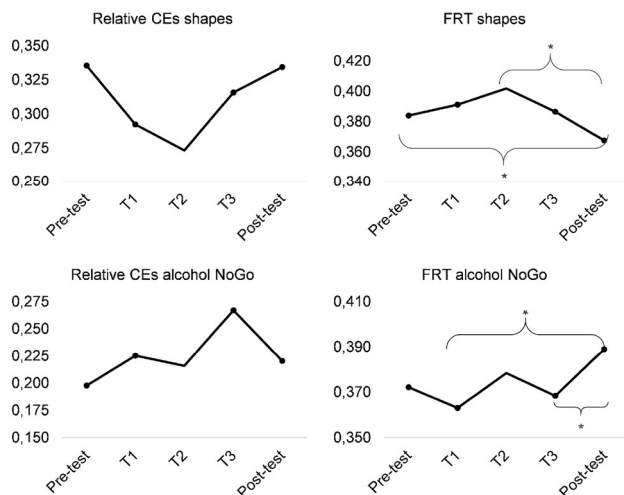 Relative CEs shapes
0,350
0,325
0,300
0,275
0,250
Pre-test
T1
T2
T3
Post-test
FRT shapes
0,420
0,400
0,380
0,360
0,340
*
*
Pre-test
T1
T2
T3
Post-test
Relative CEs alcohol NoGo
0,275
0,250
0,225
0,200
0,175
0,150
Pre-test
T1
T2
T3
Post-test
FRT alcohol NoGo
0,410
0,390
0,370
0,350
*
*
Pre-test
T1
T2
T3
Post-test